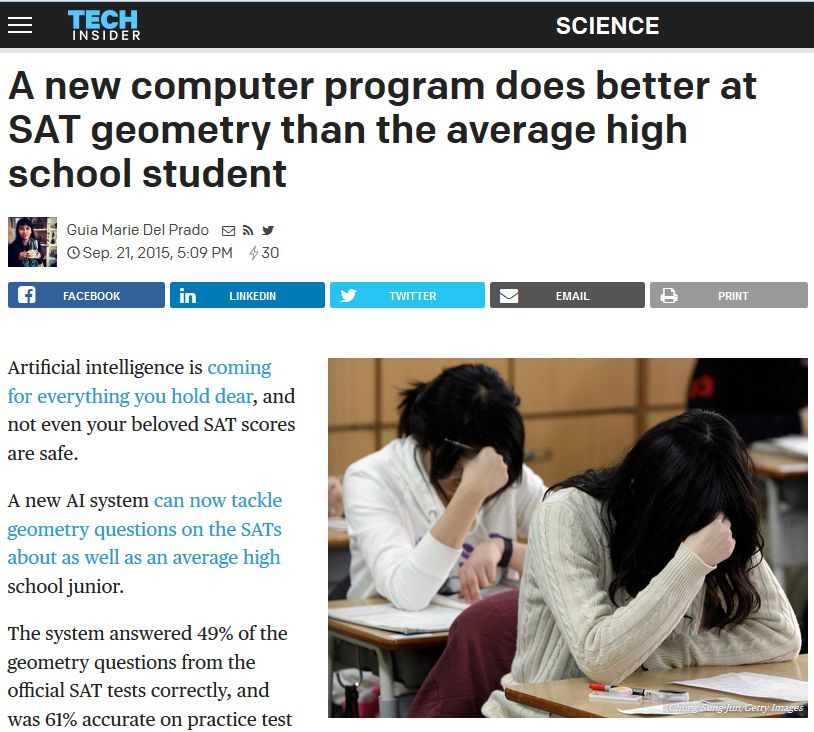 TECH
INSIDER
SCIENCE
A new computer program does better at
SAT geometry than the average high
school student
Guia Marie Del Prado
Sep. 21, 2015, 5:09 PM 30
FACEBOOK LINKEDIN TWITTER EMAIL PRINT
Artificial intelligence is coming
for everything you hold dear, and
not even your beloved SAT scores
are safe.
A new AI system can now tackle
geometry questions on the SATs
about as well as an average high
school junior.
The system answered 49% of the
geometry questions from the
official SAT tests correctly, and
was 61% accurate on practice test
Chung Sung-Jun/Getty Images